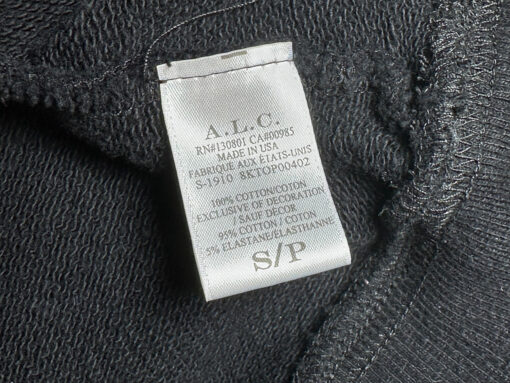 A.L.C.
RN#130801 CA#00985
MADE IN USA
FABRIQUE AUX ÉTATS-UNIS
S-1910 8KTOP00402
100% COTTON/COTON
EXCLUSIVE OF DECORATION
/ SAUF DÉCOR
95% COTTON / COTON
5% ELASTANE/ELASTHANNE
S/P